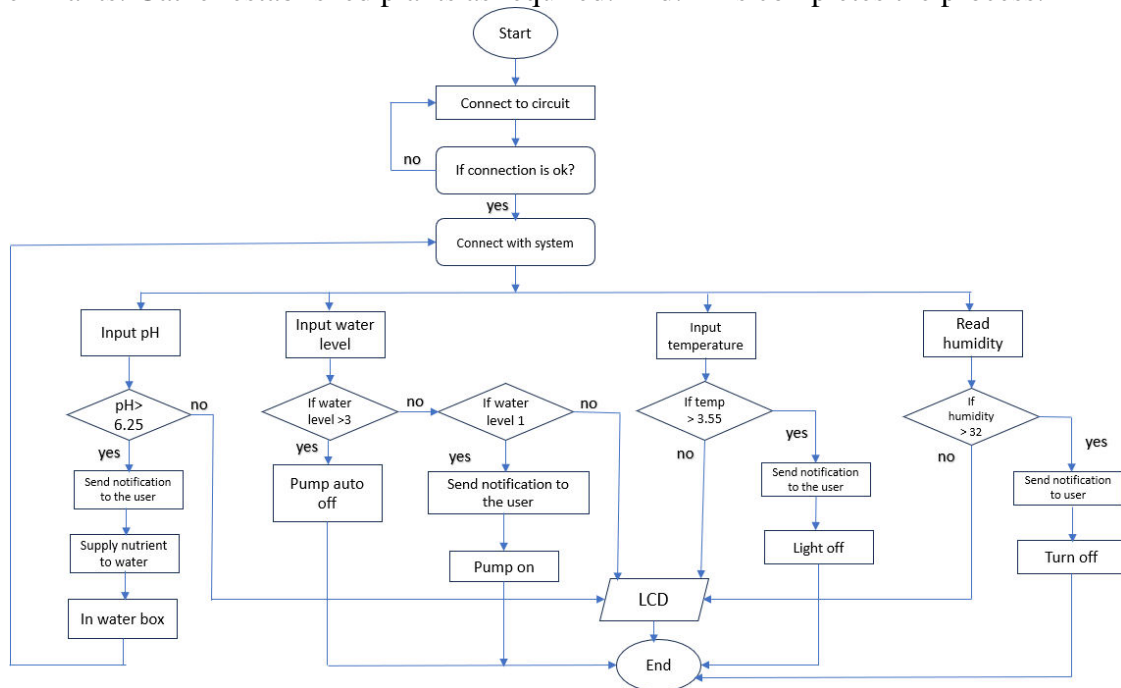 Start
Connect to circuit
no
If connection is ok?
yes
Connect with system
Input pH
Input water
level
Input
temperature
Read
humidity
pH>
6.25
no
If water
level >3
no
If water
level 1
no
If temp
> 3.55
If
humidity
> 32
yes
yes
yes
no
yes
no
yes
Send notification
to the user
Pump auto
off
Send notification to
the user
Send notification
to the user
Send notification
to user
Supply nutrient
to water
Pump on
Light off
Turn off
In water box
LCD
End